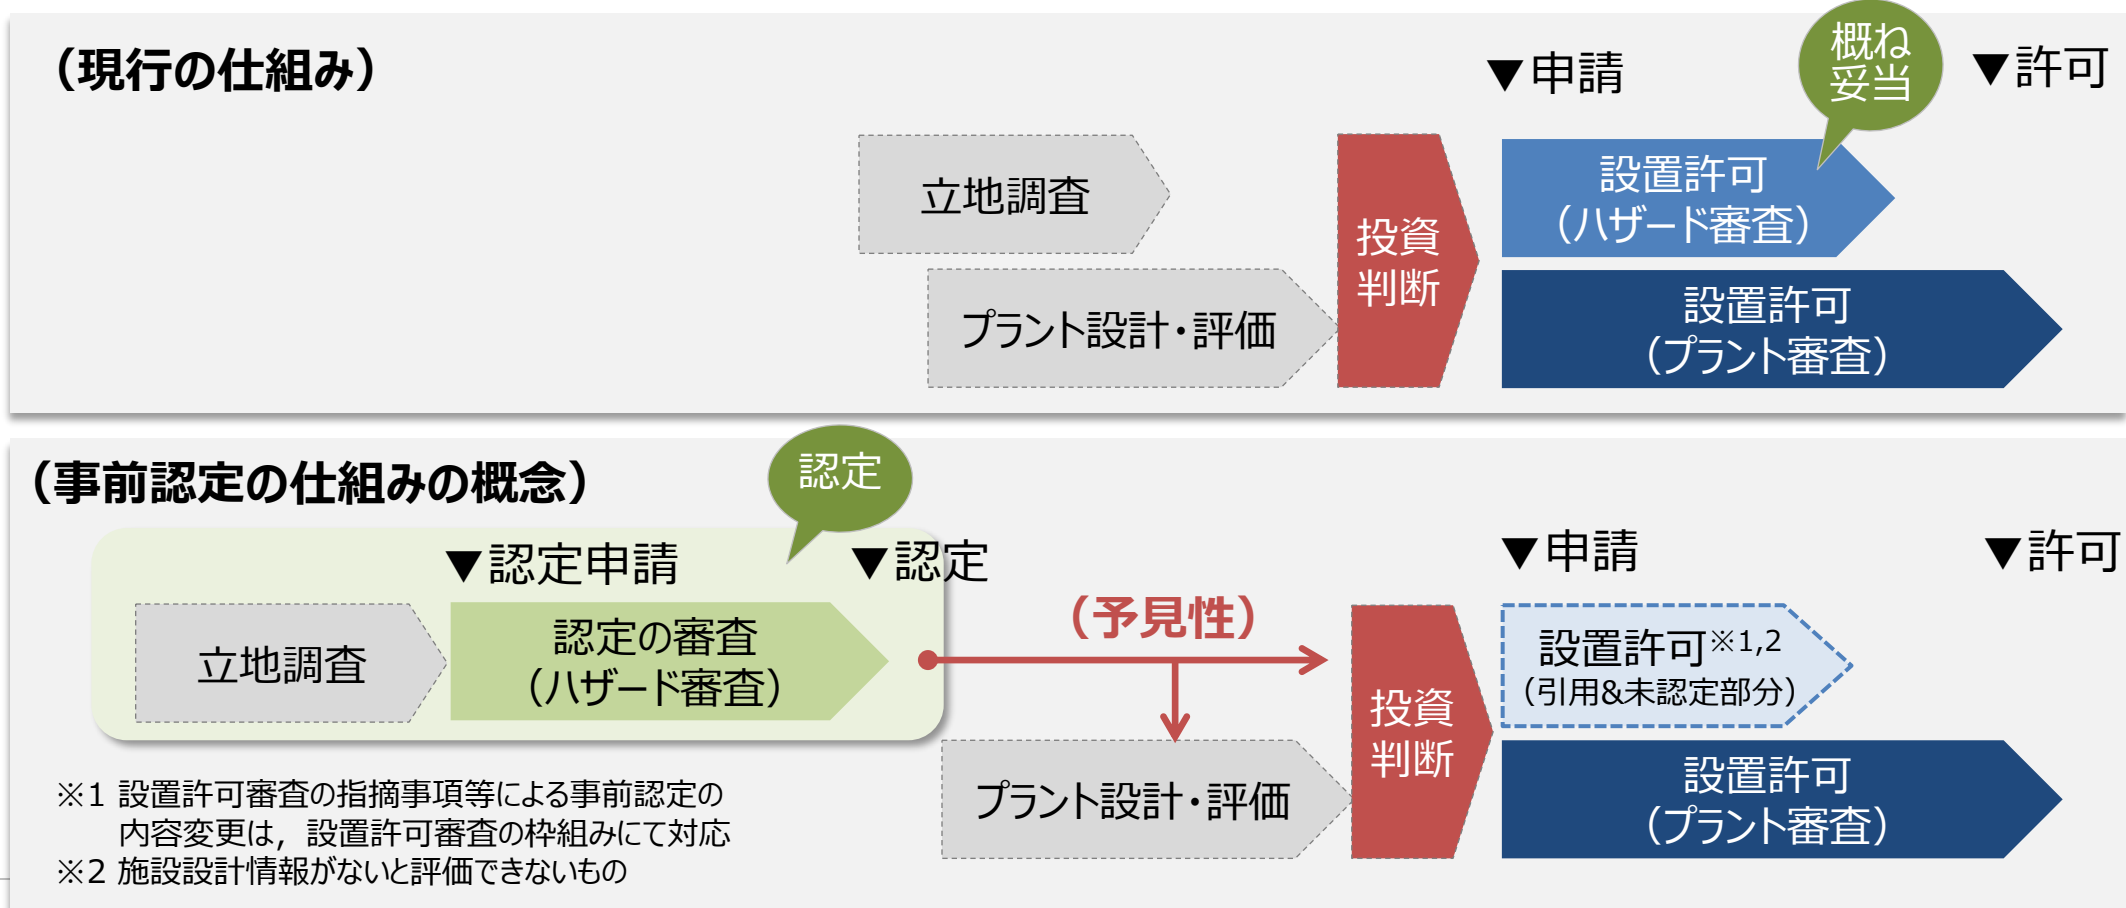 （現行の仕組み）
▼申請
概ね
妥当
▼許可
立地調査
プラント設計・評価
投資
判断
設置許可
（ハザード審査）
設置許可
（プラント審査）
（事前認定の仕組みの概念）
認定
▼認定申請
▼認定
立地調査
認定の審査
（ハザード審査）
（予見性）
プラント設計・評価
投資
判断
▼申請
▼許可
設置許可※1,2
（引用&未認定部分）
設置許可
（プラント審査）
※1 設置許可審査の指摘事項等による事前認定の
内容変更は，設置許可審査の枠組みにて対応
※2 施設設計情報がないと評価できないもの